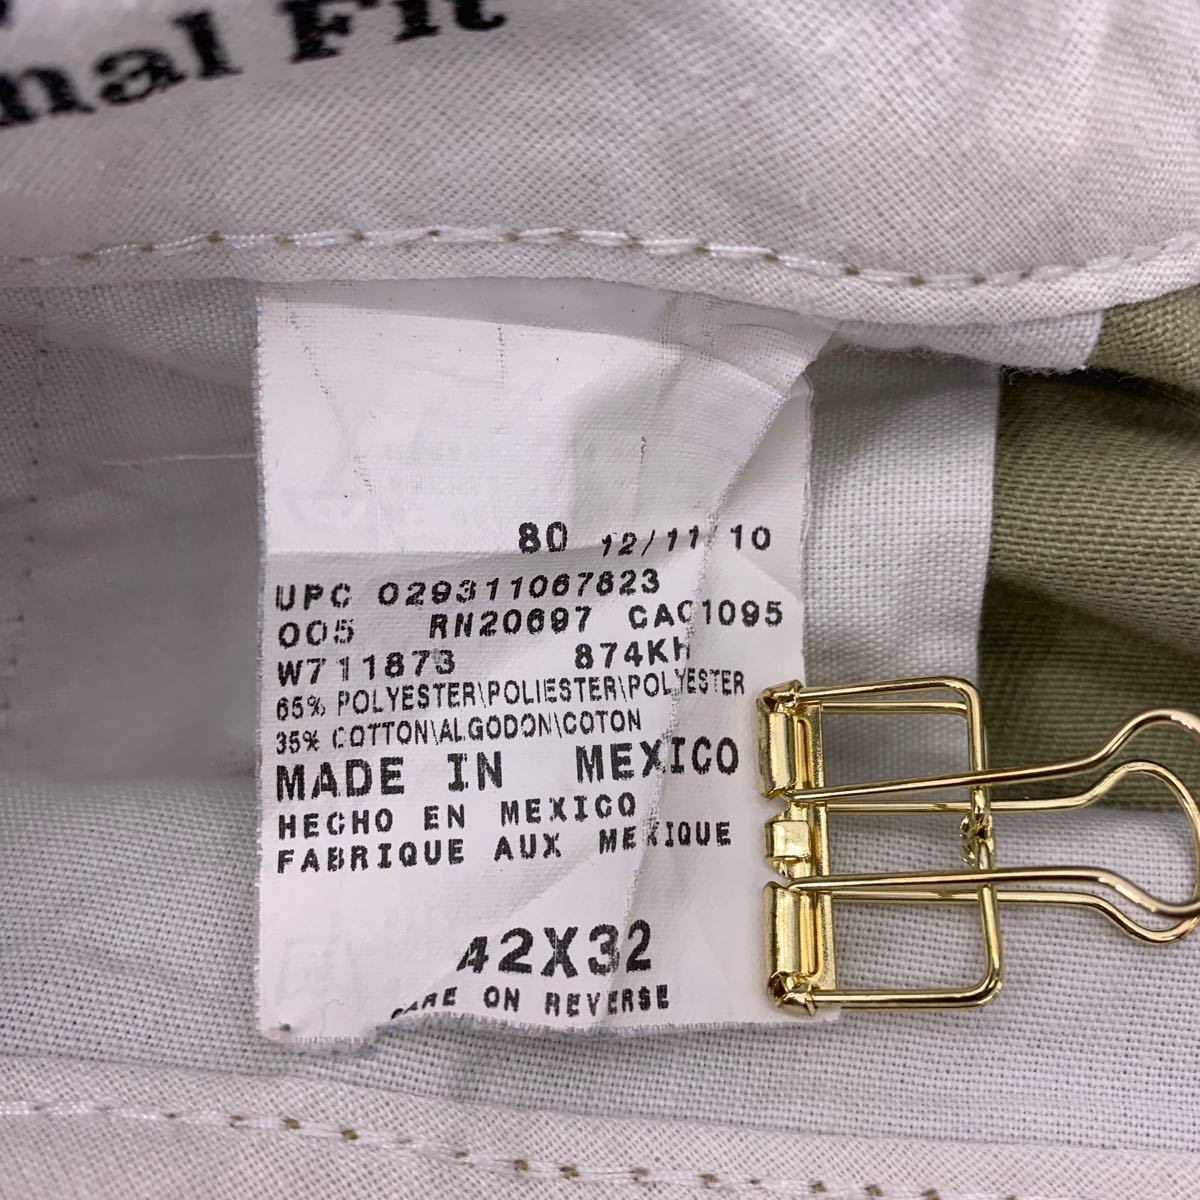 nal Fit
80 12/11/10
UPC 029311067823
005 RN20697 CA01095
W711873 874KH
65% POLYESTER\POLIESTER\POLYESTER
35% COTTON\ALGODON\COTON
MADE IN MEXICO
HECHO EN MEXICO
FABRIQUE AUX MEXIQUE
42X32
CARE ON REVERSE